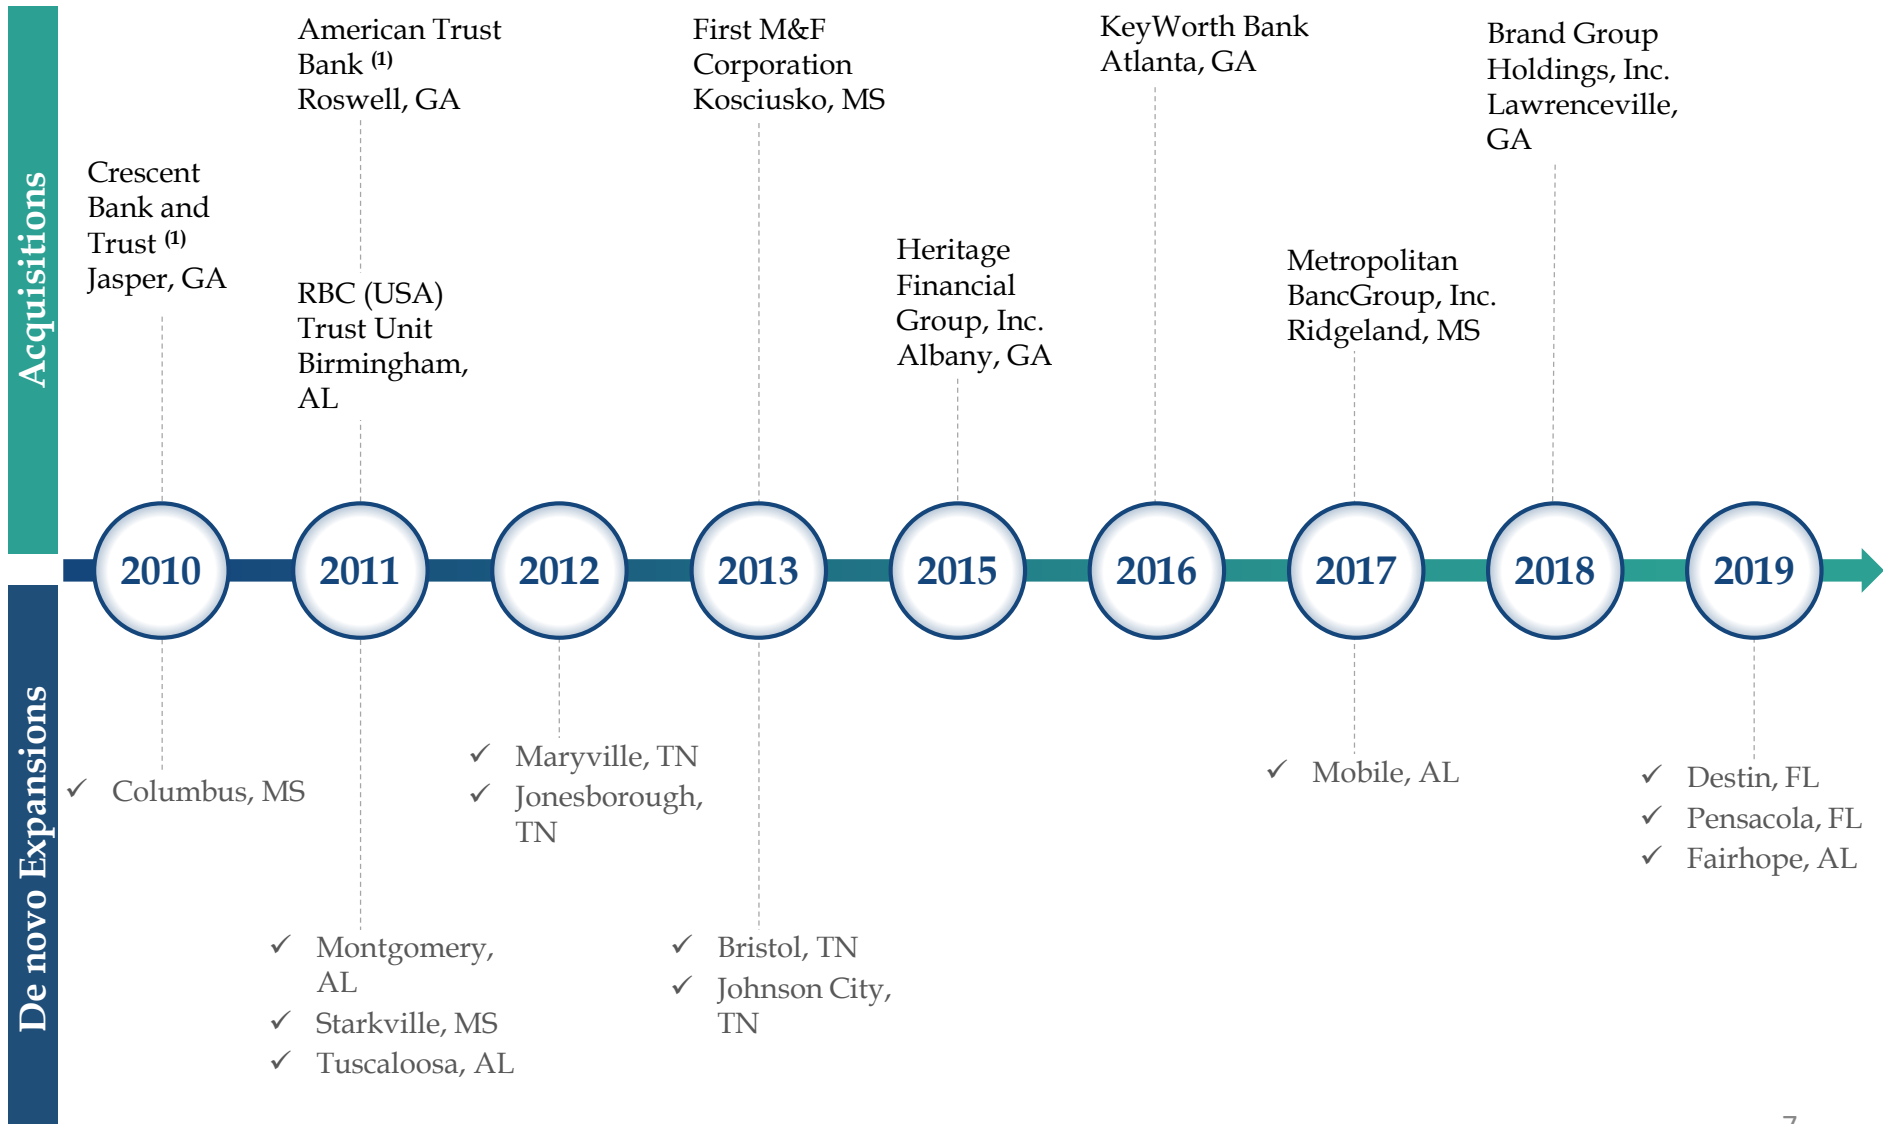 Acquisitions
American Trust
Bank (1)
Roswell, GA
First M&F
Corporation
Kosciusko, MS
KeyWorth Bank
Atlanta, GA
Brand Group
Holdings, Inc.
Lawrenceville,
GA
Crescent
Bank and
Trust (1)
Jasper, GA
RBC (USA)
Trust Unit
Birmingham,
AL
Heritage
Financial
Group, Inc.
Albany, GA
Metropolitan
BancGroup, Inc.
Ridgeland, MS
2010
2011
2012
2013
2015
2016
2017
2018
2019
De novo Expansions
✓ Columbus, MS
✓ Montgomery,
AL
✓ Starkville, MS
✓ Tuscaloosa, AL
✓ Maryville, TN
✓ Jonesborough,
TN
✓ Bristol, TN
✓ Johnson City,
TN
✓ Mobile, AL
✓ Destin, FL
✓ Pensacola, FL
✓ Fairhope, AL
7